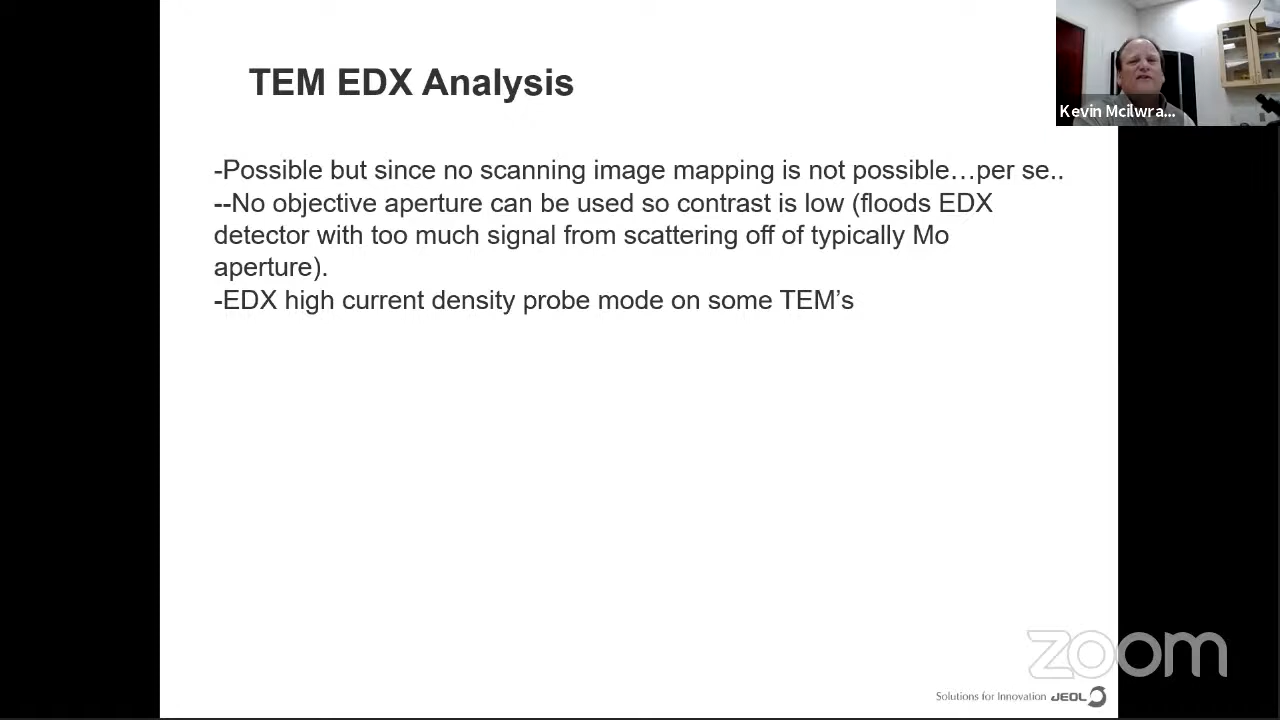 TEM EDX Analysis
Kevin Mcilwra...
-Possible but since no scanning image mapping is not possible…per se..
--No objective aperture can be used so contrast is low (floods EDX
detector with too much signal from scattering off of typically Mo
aperture).
-EDX high current density probe mode on some TEM’s
zoom
Solutions for Innovation JEOL